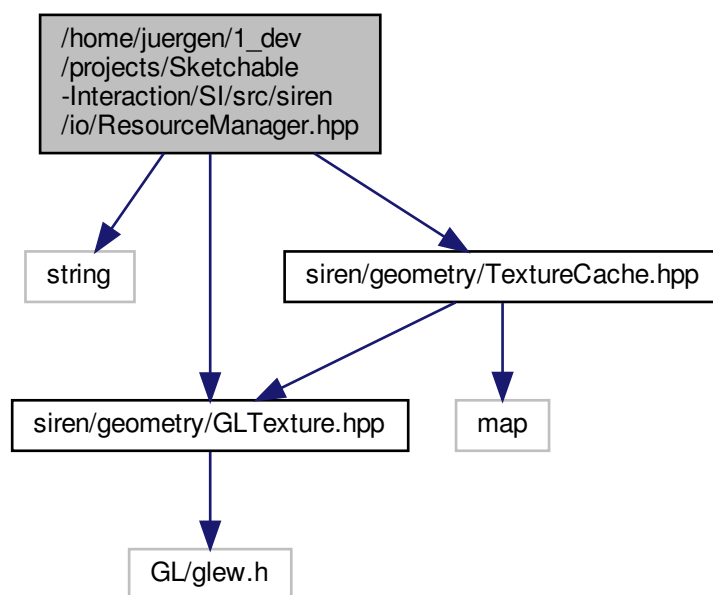 /home/juergen/1_dev
/projects/Sketchable
-Interaction/SI/src/siren
/io/ResourceManager.hpp
string
siren/geometry/TextureCache.hpp
siren/geometry/GLTexture.hpp
map
GL/glew.h